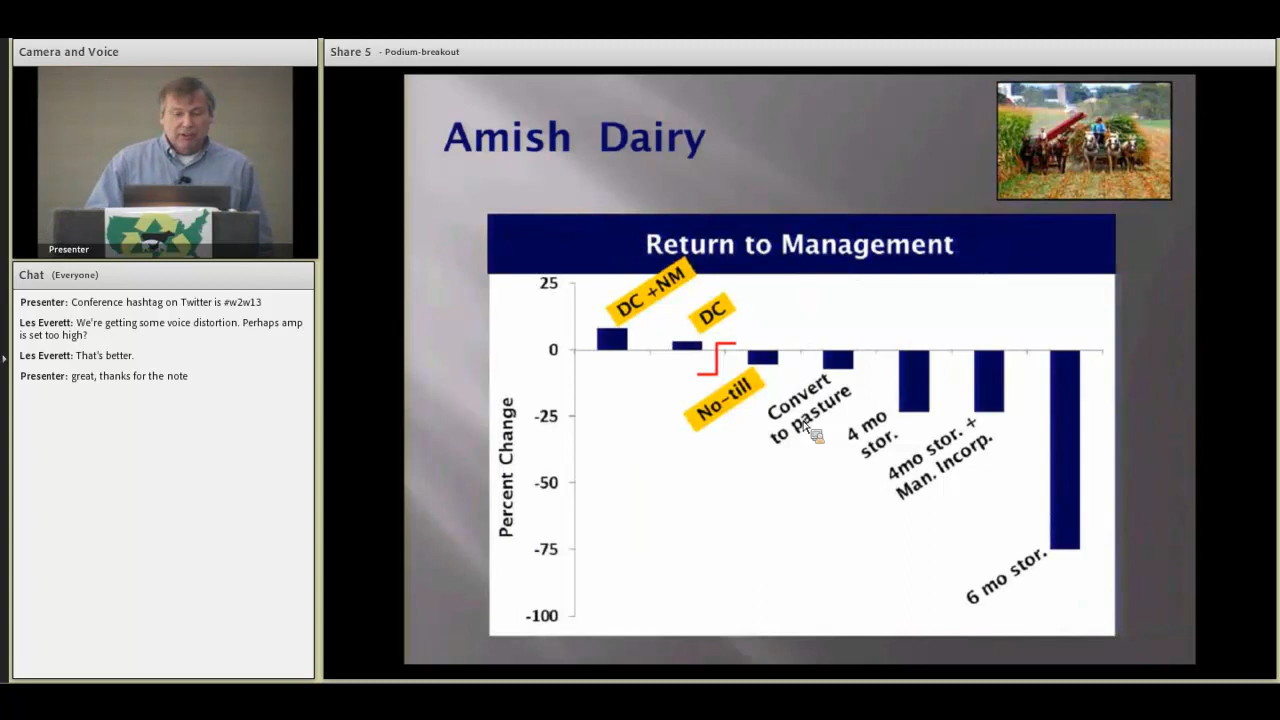 Camera and Voice
Presenter
Chat (Everyone)
Presenter: Conference hashtag on Twitter is #w2w13
Les Everett: We're getting some voice distortion. Perhaps amp
is set too high?
Les Everett: That's better.
Presenter: great, thanks for the note
Share 5 - Podium-breakout
Amish Dairy
Return to Management
Percent Change
25
0
-25
-50
-75
-100
DC +NM
DC
No-till
Convert
to pasture
4 mo
stor.
4mo stor. +
Man. Incorp.
6 mo stor.